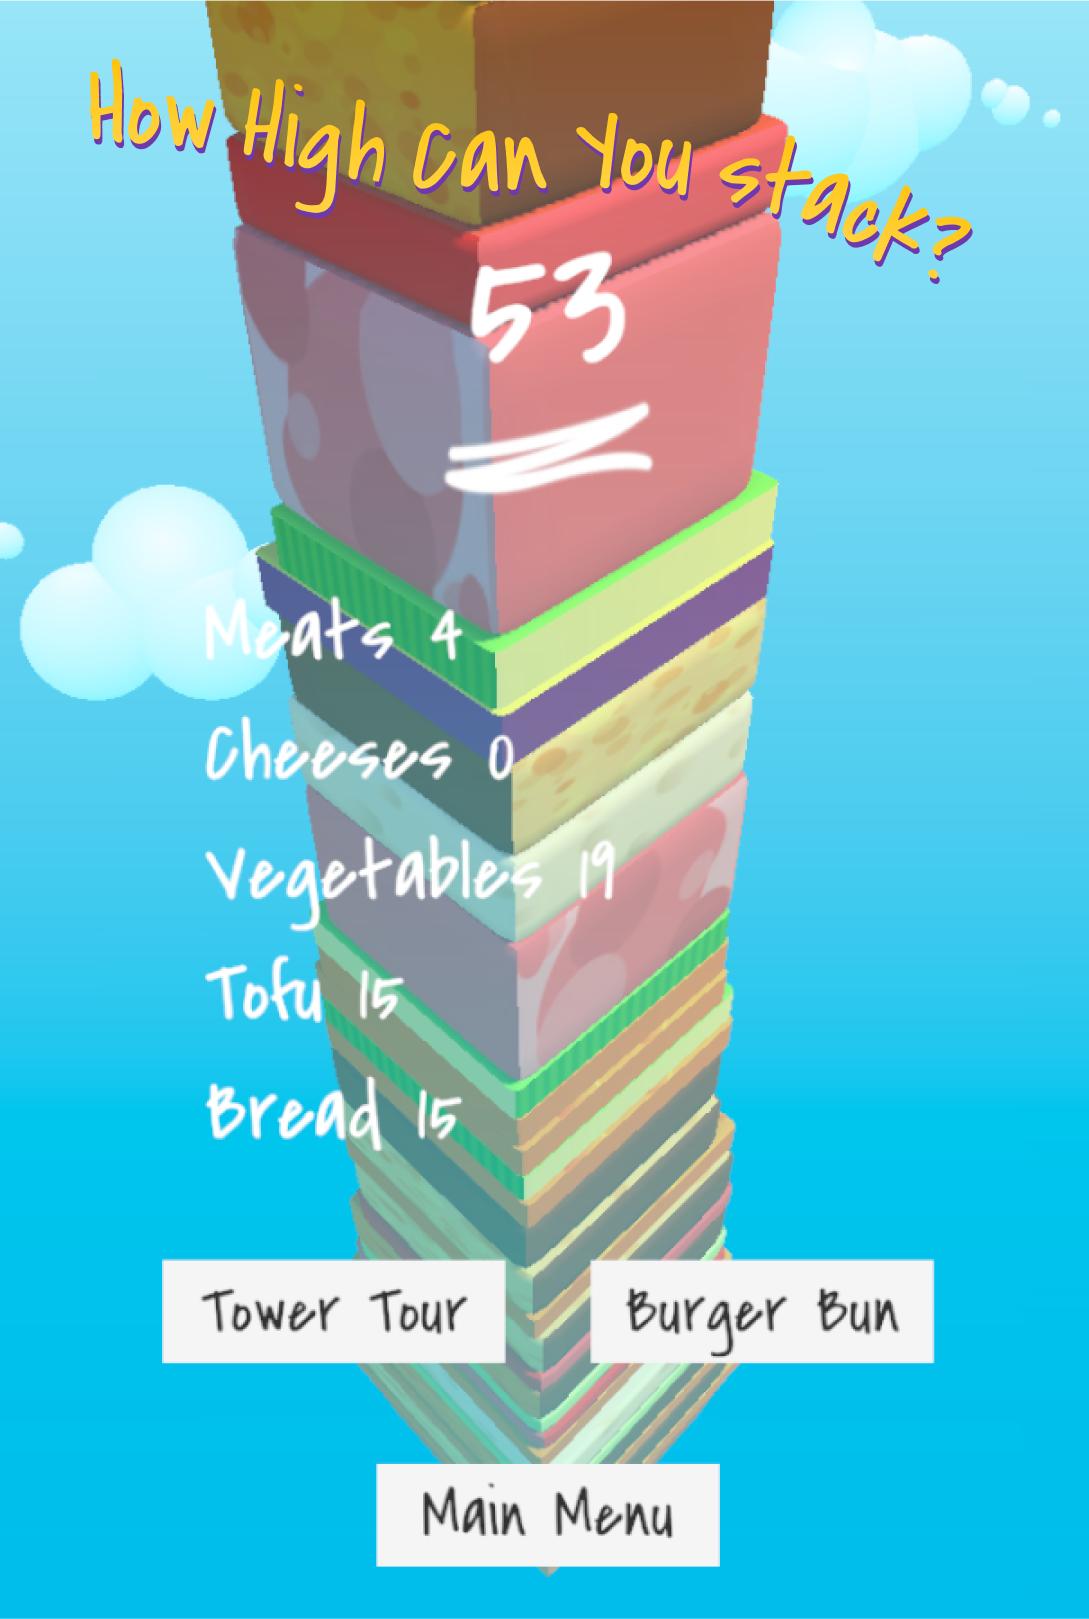 How High Can You stack?
53
Meats 4
Cheeses 0
Vegetables 19
Tofu 15
Bread 15
Tower Tour
Burger Bun
Main Menu